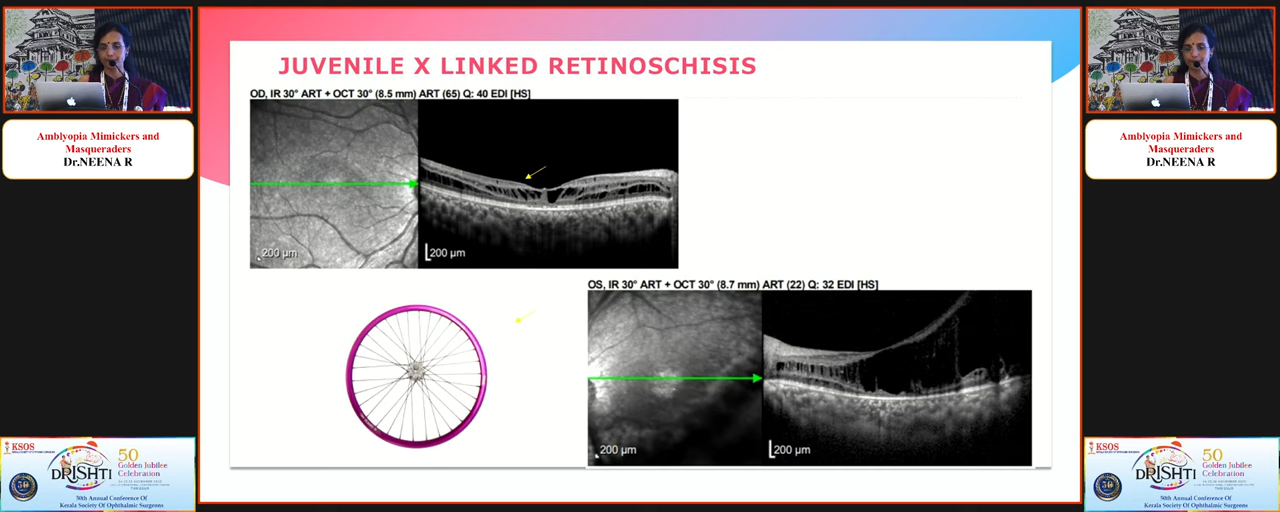 Amblyopia Mimickers and
Masqueraders
Dr.NEENA R
KSOS
50
Golden Jubilee
Celebration
DRISHTI
50th Annual Conference Of
Kerala Society Of Ophthalmic Surgeons
JUVENILE X LINKED RETINOSCHISIS
OD, IR 30° ART + OCT 30° (8.5 mm) ART (65) Q: 40 EDI [HS]
200 µm
200 µm
OS, IR 30° ART + OCT 30° (8.7 mm) ART (22) Q: 32 EDI [HS]
200 µm
200 µm
Amblyopia Mimickers and
Masqueraders
Dr.NEENA R
KSOS
50
Golden Jubilee
Celebration
DRISHTI
50th Annual Conference Of
Kerala Society Of Ophthalmic Surgeons